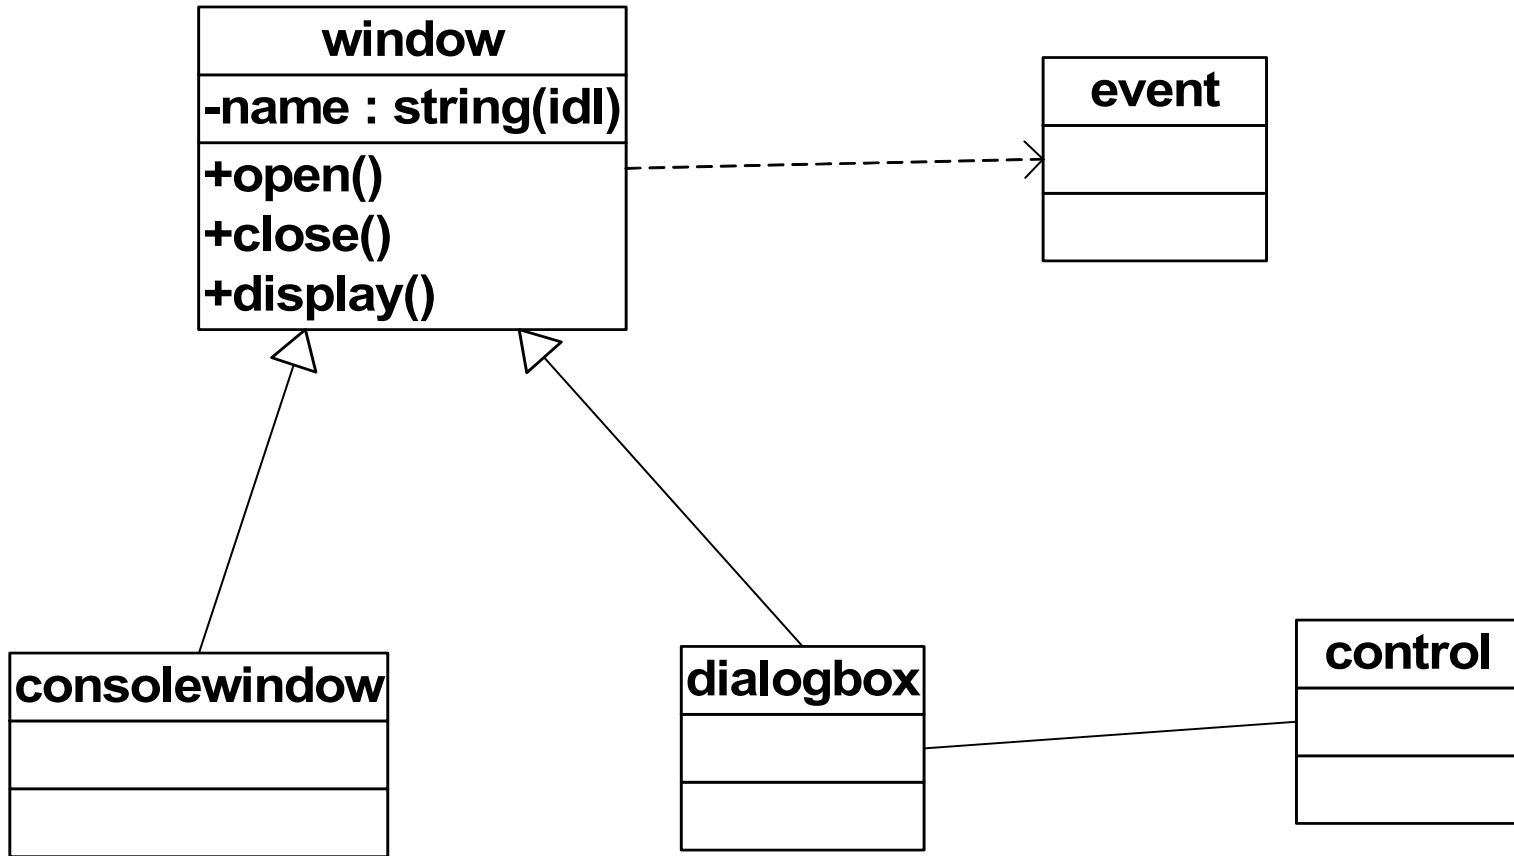 window
-name : string(idl)
+open()
+close()
+display()
event
consolewindow
dialogbox
control